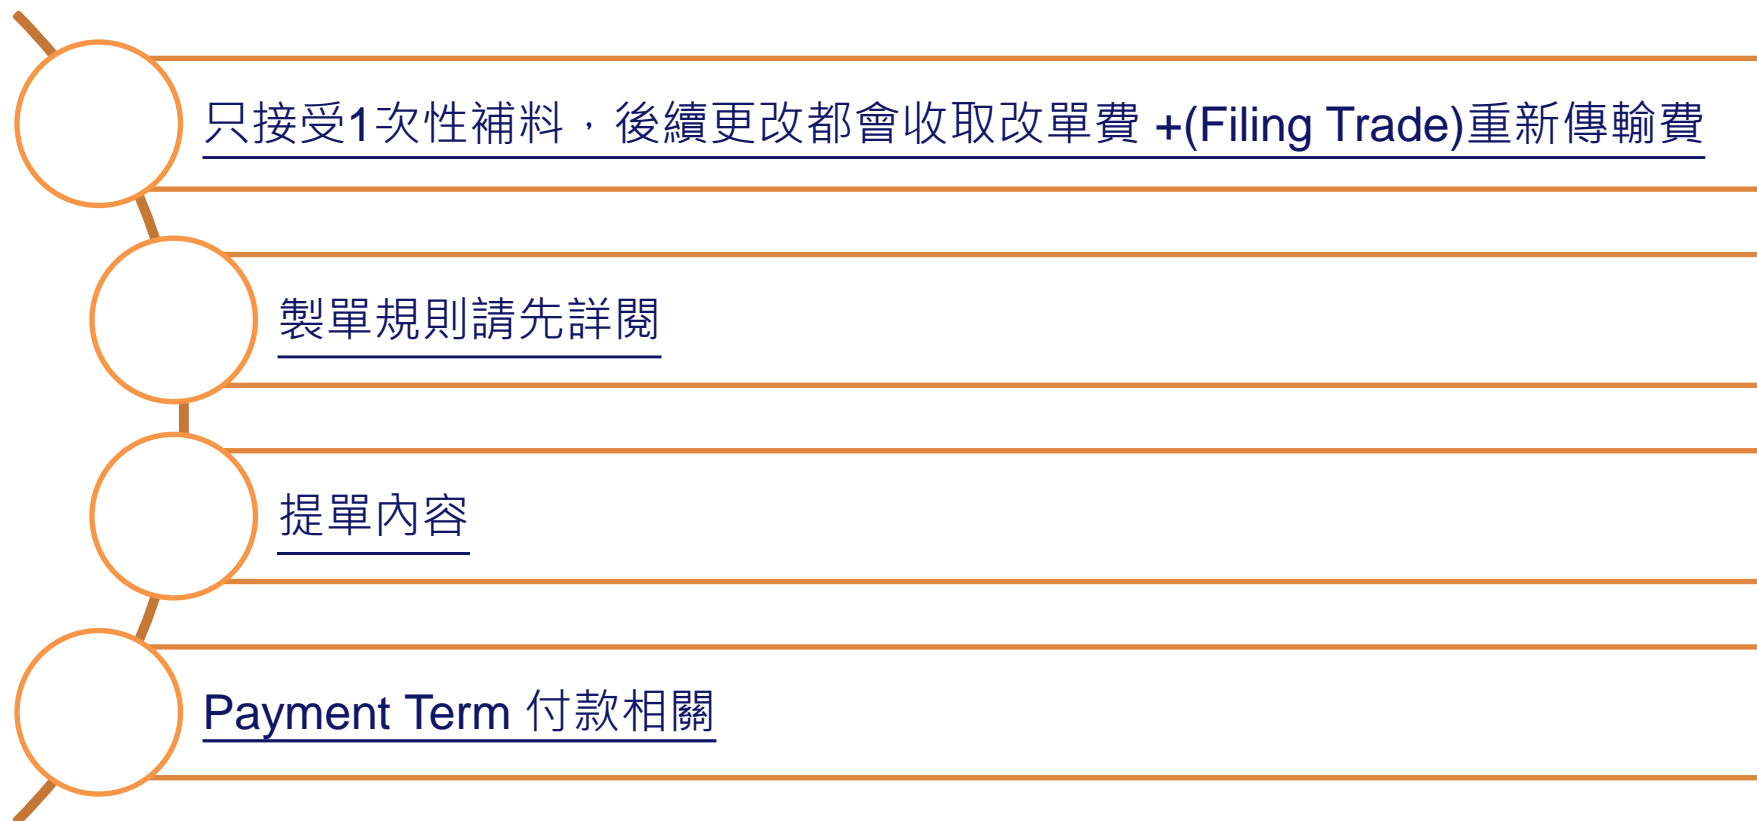 只接受1次性補料，後續更改都會收取改單費 +(Filing Trade)重新傳輸費
製單規則請先詳閱
提單內容
Payment Term 付款相關